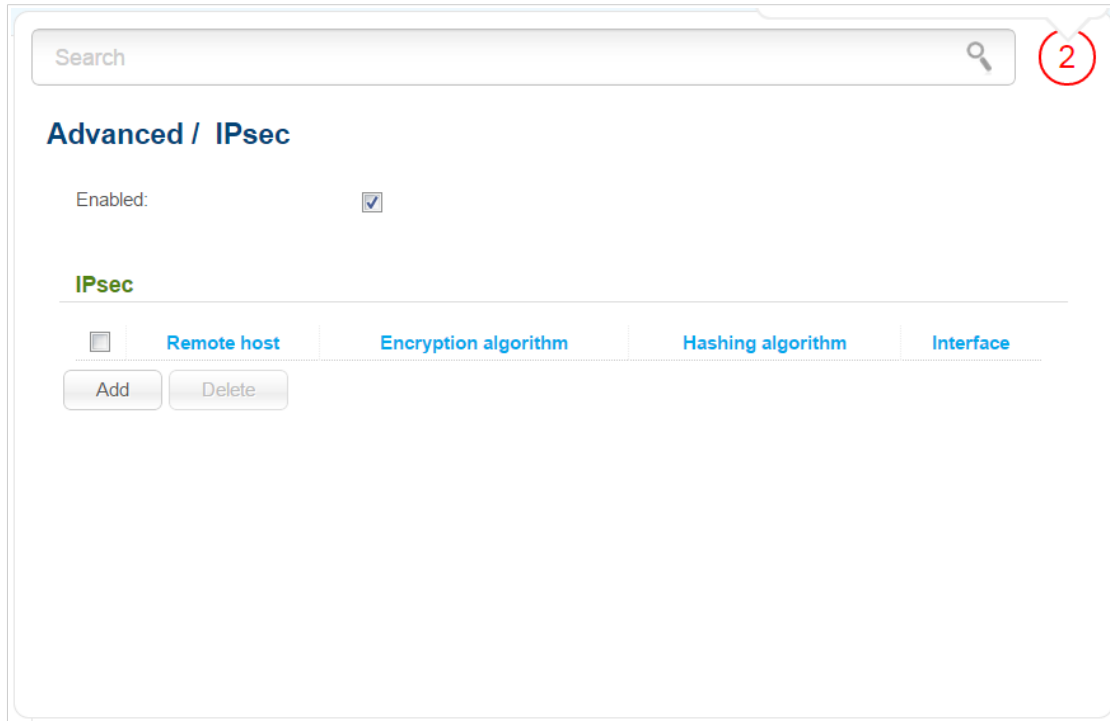 Search
2
Advanced / IPsec
Enabled:
IPsec
Remote host Encryption algorithm Hashing algorithm Interface
Add Delete